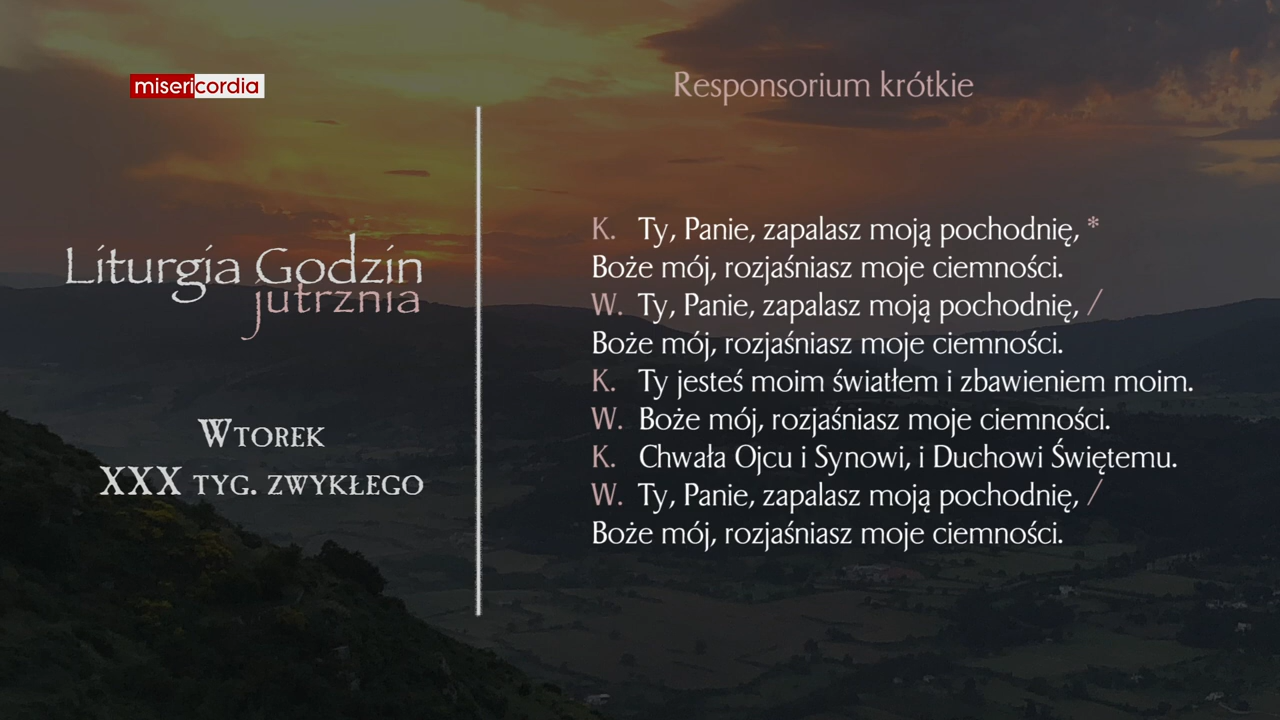 misericordia
Liturgia Godzin
jutrznia
Wtorek
XXX tyg. zwykłego
Responsorium krótkie
K. Ty, Panie, zapalasz moją pochodnię, *
Boże mój, rozjaśniasz moje ciemności.
W. Ty, Panie, zapalasz moją pochodnię, /
Boże mój, rozjaśniasz moje ciemności.
K. Ty jesteś moim światłem i zbawieniem moim.
W. Boże mój, rozjaśniasz moje ciemności.
K. Chwała Ojcu i Synowi, i Duchowi Świętemu.
W. Ty, Panie, zapalasz moją pochodnię, /
Boże mój, rozjaśniasz moje ciemności.